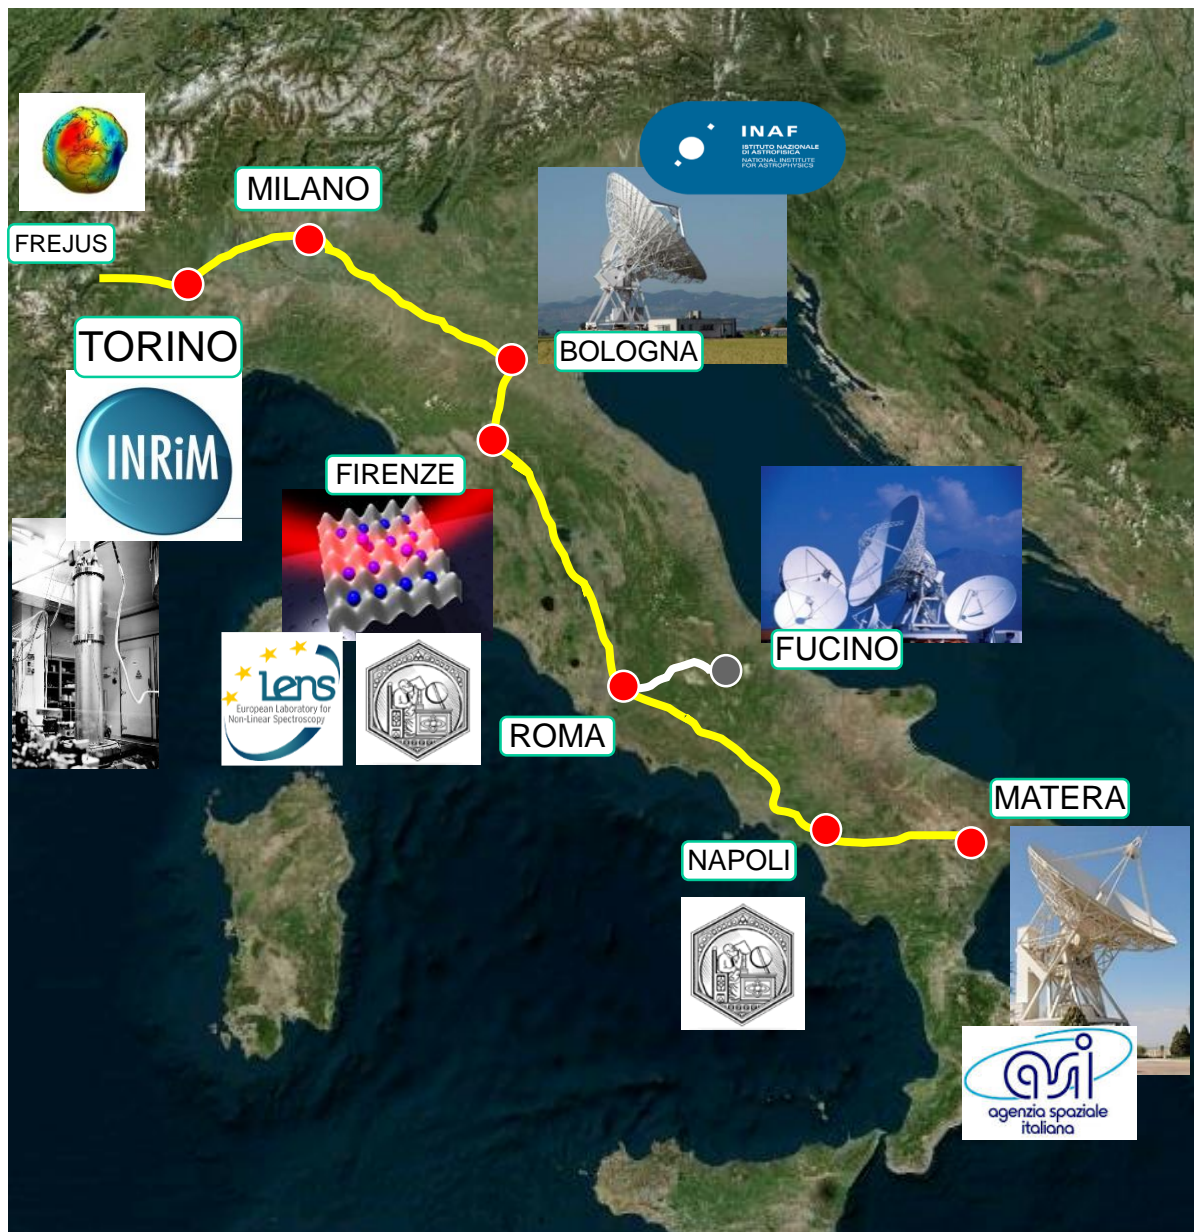 INAF
ISTITUTO NAZIONALE
DI ASTROFISICA
NATIONAL INSTITUTE
FOR ASTROPHYSICS
MILANO
FREJUS
TORINO
BOLOGNA
INRiM
FIRENZE
FUCINO
Lens
European Laboratory for
Non-Linear Spectroscopy
ROMA
MATERA
NAPOLI
asi
agenzia spaziale
italiana